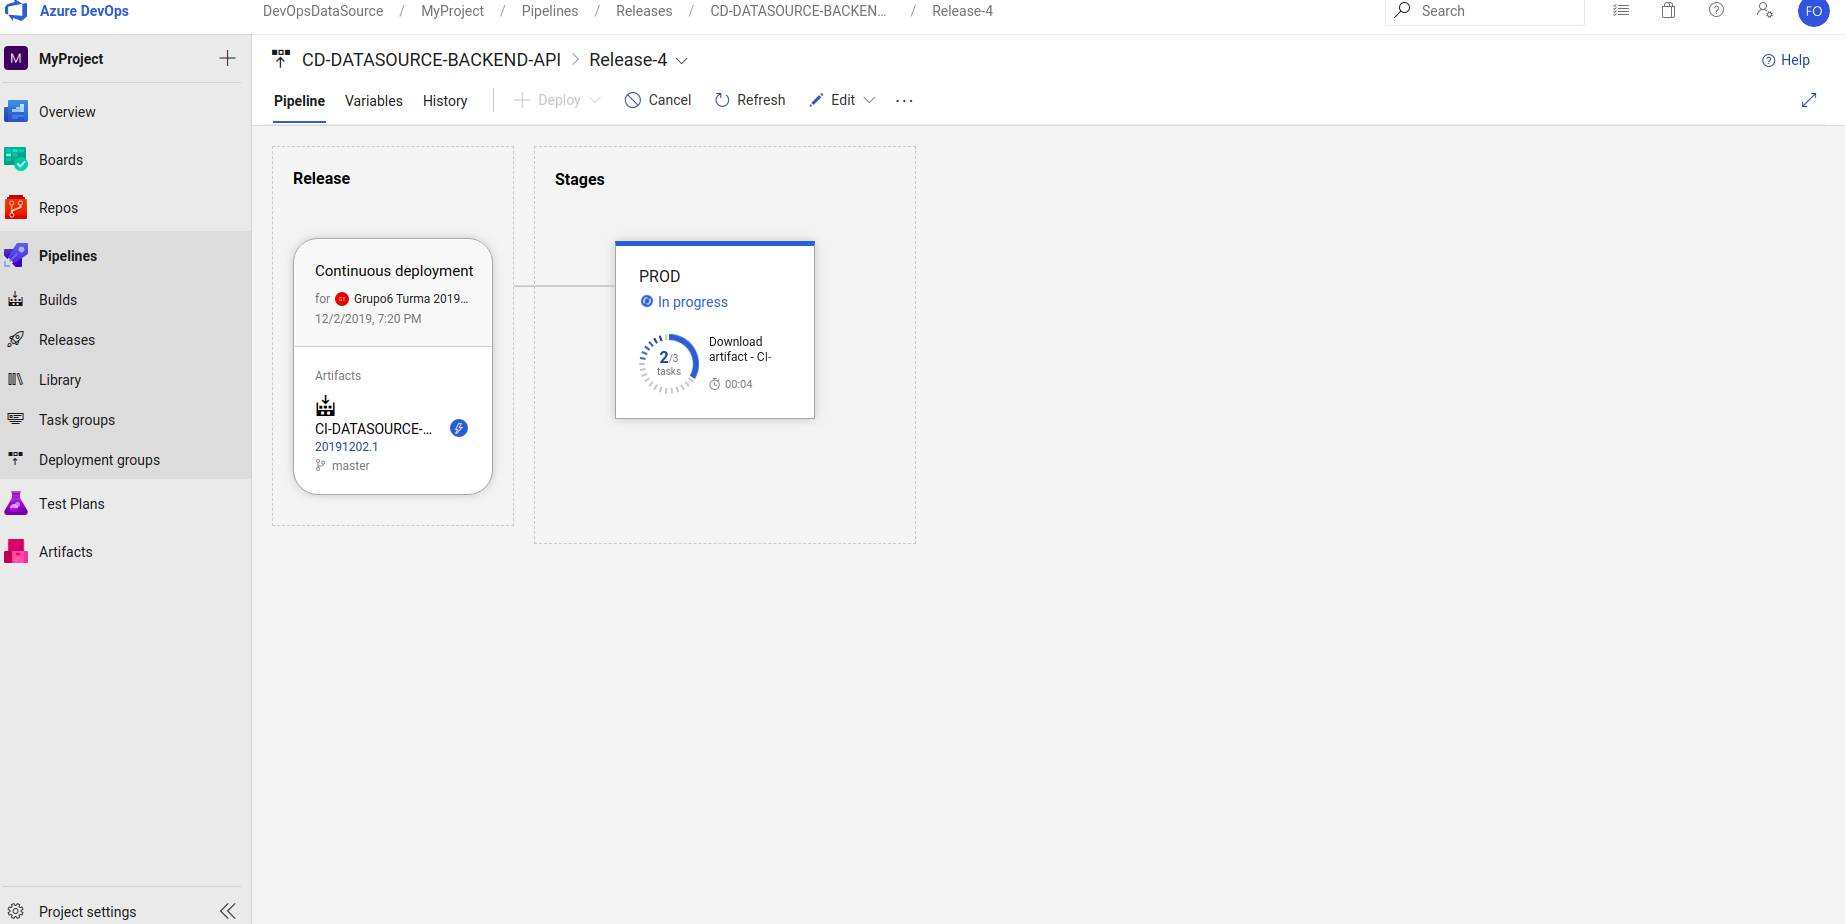 Azure DevOps
DevOpsDataSource / MyProject / Pipelines / Releases / CD-DATASOURCE-BACKEN... / Release-4
Search
FO
M MyProject
Overview
Boards
Repos
Pipelines
Builds
Releases
Library
Task groups
Deployment groups
Test Plans
Artifacts
Project settings
CD-DATASOURCE-BACKEND-API > Release-4
Help
Pipeline Variables History Deploy Cancel Refresh Edit ...
Release
Continuous deployment
for GT Grupo6 Turma 2019...
12/2/2019, 7:20 PM
Artifacts
CI-DATASOURCE-...
20191202.1
master
Stages
PROD
In progress
2/3
tasks
Download
artifact - CI-
00:04